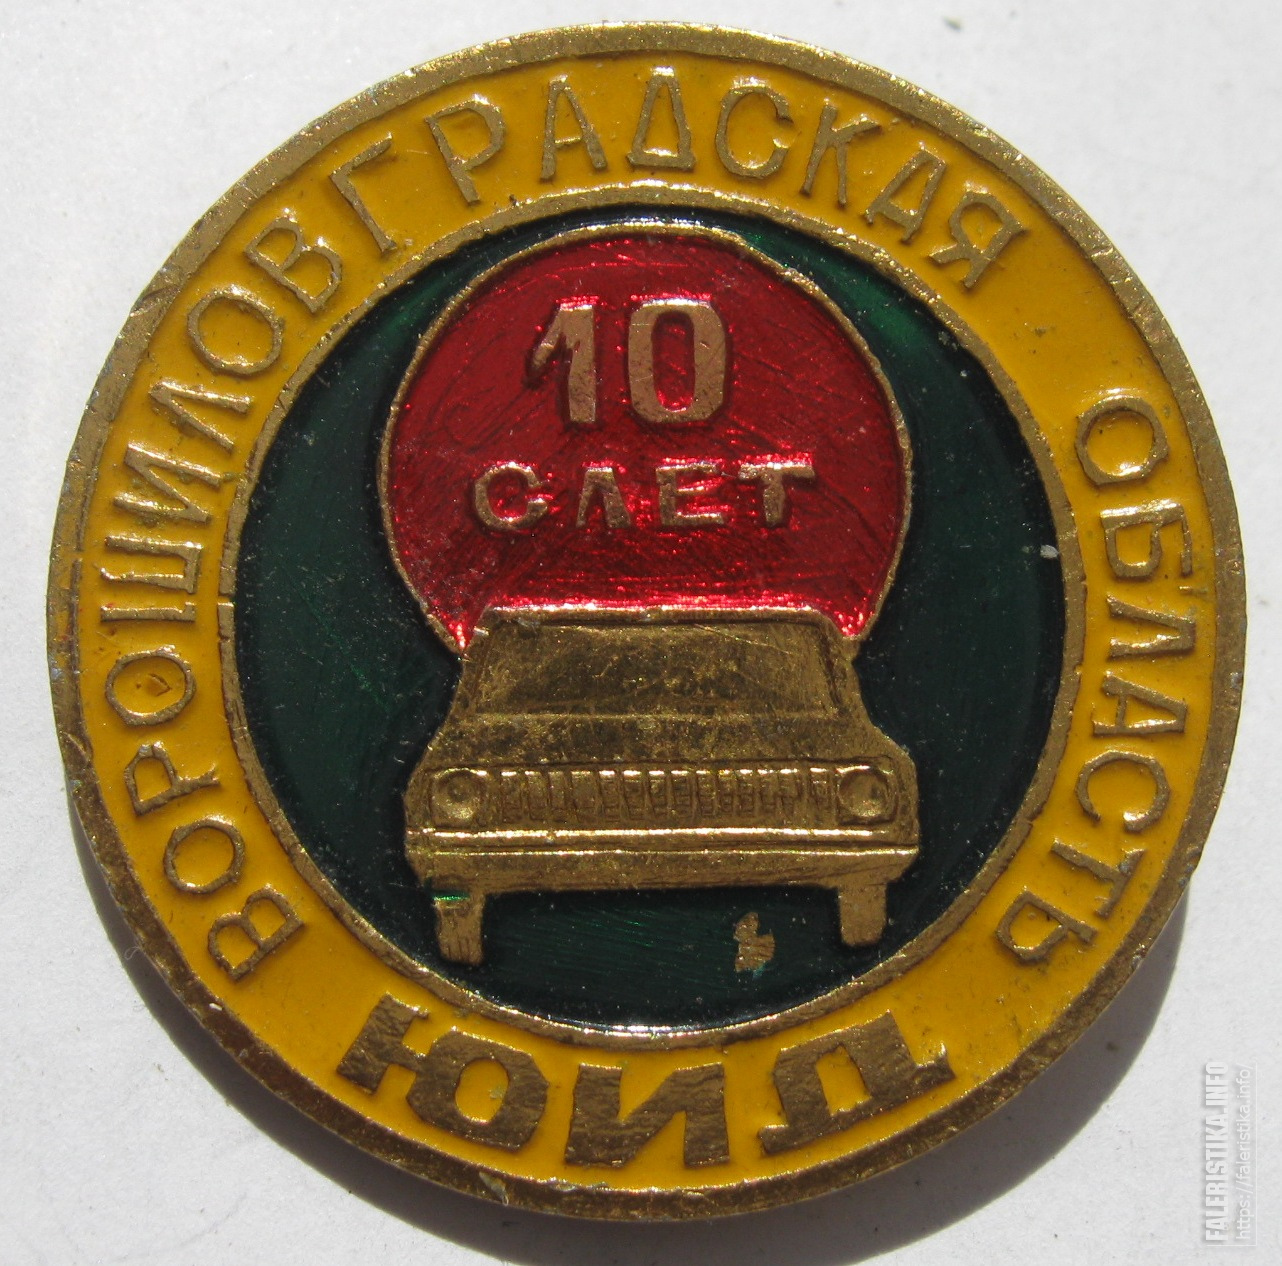 ВОРОШИЛОВГРАДСКАЯ ОБЛАСТЬ
10
СЛЕТ
ЮИД
FALERISTIKA.INFO
https://faleristika.info